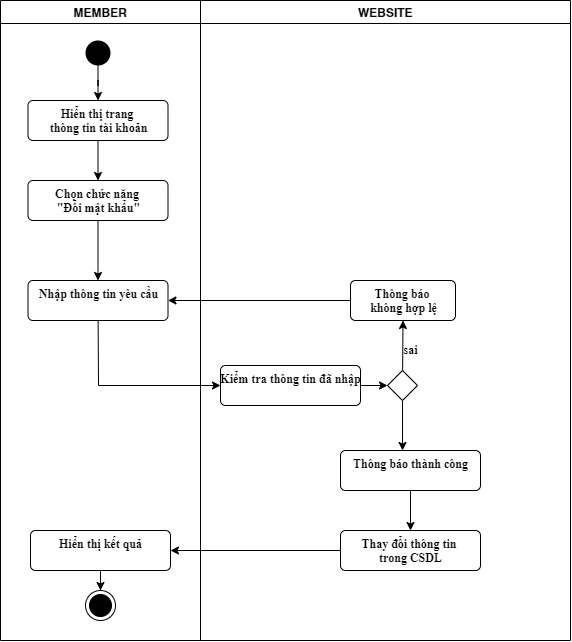 MEMBER
WEBSITE
Hiển thị trang
thông tin tài khoản
Chọn chức năng
"Đổi mật khẩu"
Nhập thông tin yêu cầu
Thông báo
không hợp lệ
sai
Kiểm tra thông tin đã nhập
Thông báo thành công
Hiển thị kết quả
Thay đổi thông tin
trong CSDL